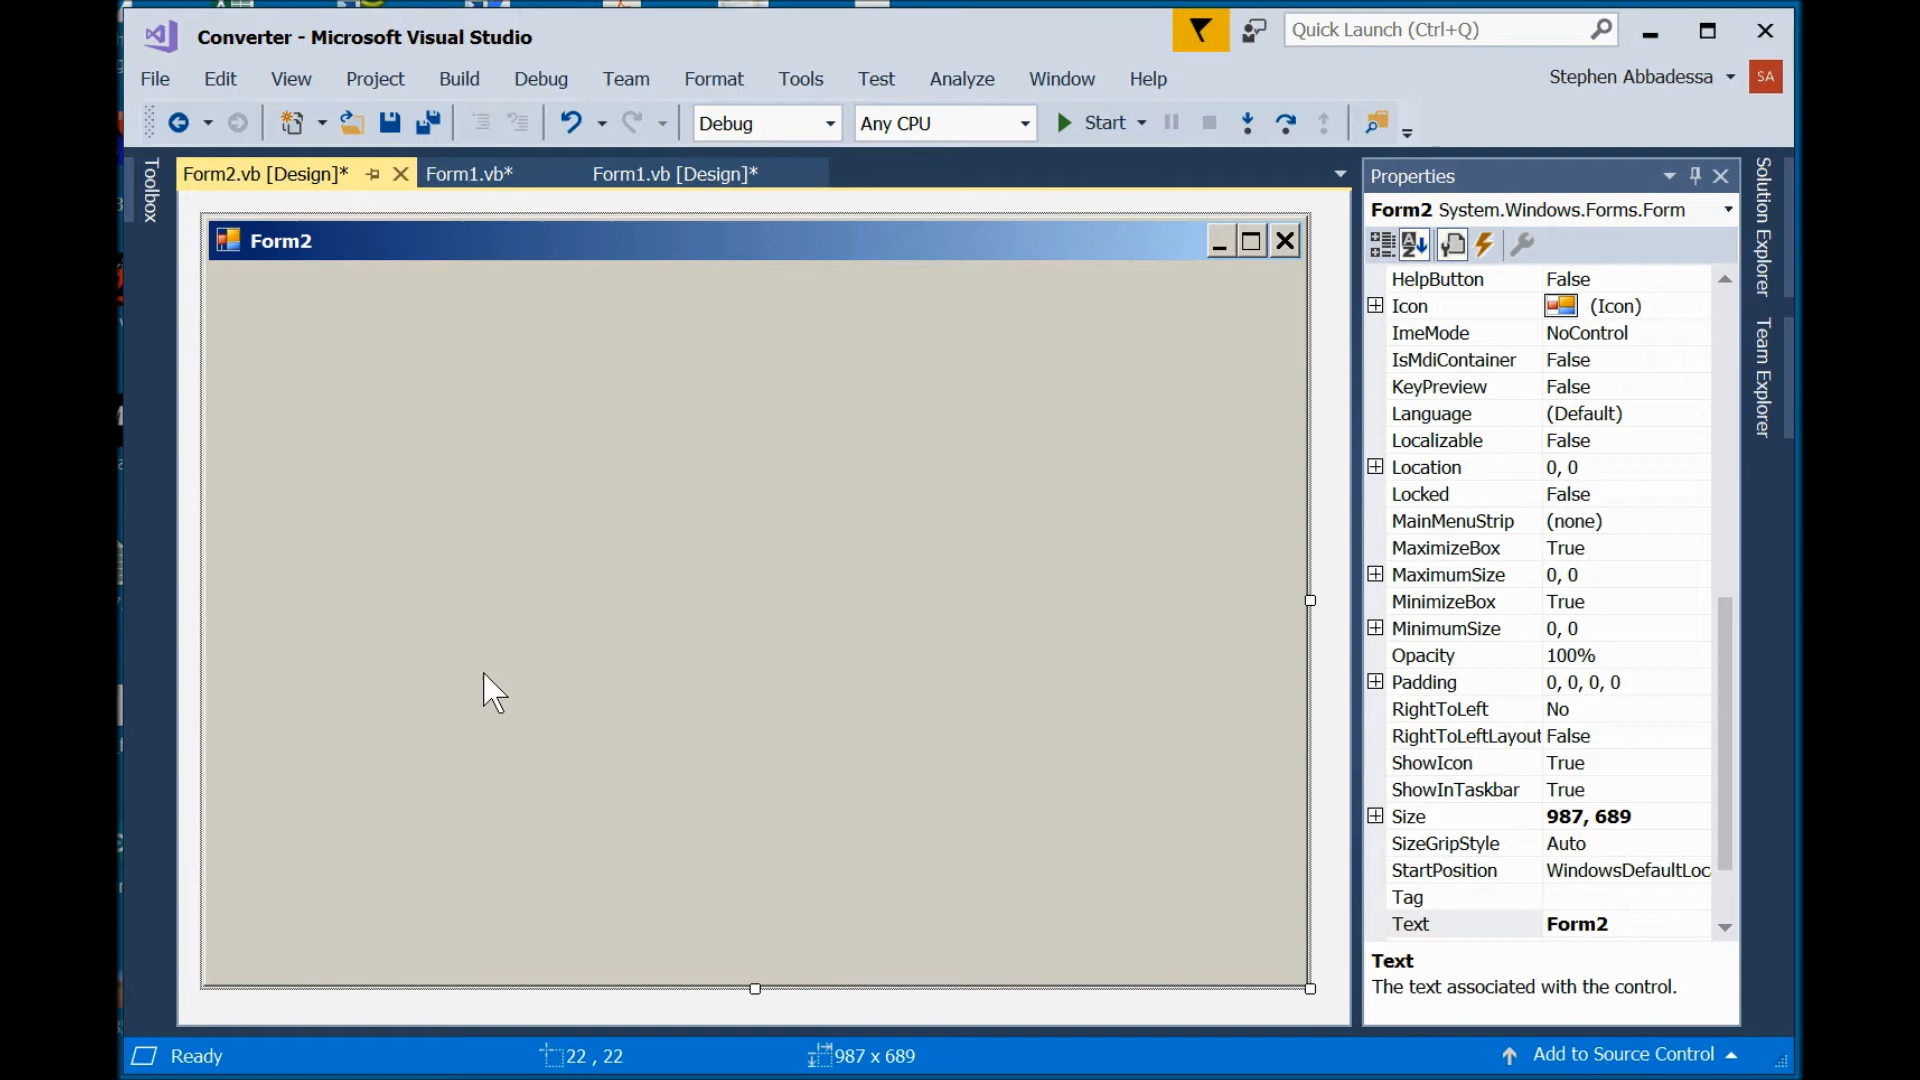 Converter - Microsoft Visual Studio
Quick Launch (Ctrl+Q)
File Edit View Project Build Debug Team Format Tools Test Analyze Window Help
Stephen Abbadessa
SA
Debug
Any CPU
Start
Toolbox
Form2.vb [Design]*
Form1.vb*
Form1.vb [Design]*
Form2
Properties
Form2 System.Windows.Forms.Form
HelpButton False
Icon (Icon)
ImeMode NoControl
IsMdiContainer False
KeyPreview False
Language (Default)
Localizable False
Location 0, 0
Locked False
MainMenuStrip (none)
MaximizeBox True
MaximumSize 0, 0
MinimizeBox True
MinimumSize 0, 0
Opacity 100%
Padding 0, 0, 0, 0
RightToLeft No
RightToLeftLayout False
ShowIcon True
ShowInTaskbar True
Size 987, 689
SizeGripStyle Auto
StartPosition WindowsDefaultLoc
Tag
Text Form2
Text
The text associated with the control.
Solution Explorer
Team Explorer
Ready
22 , 22
987 x 689
Add to Source Control